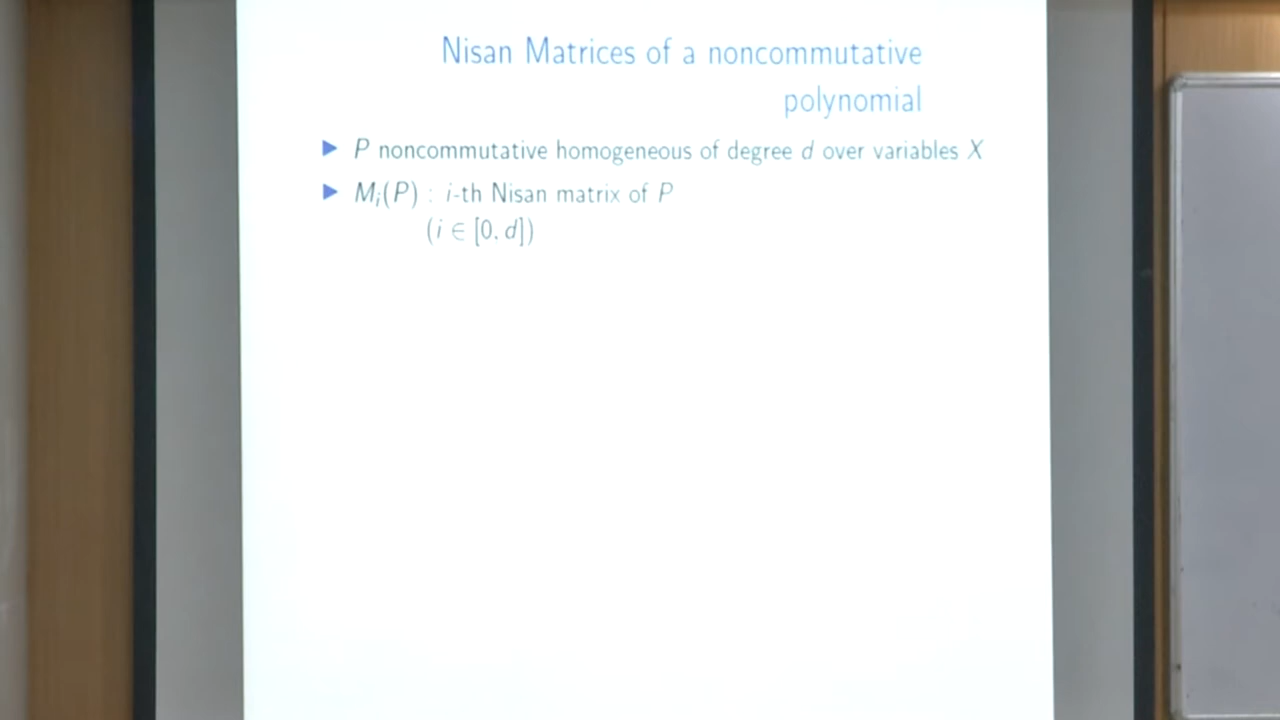 Nisan Matrices of a noncommutative
polynomial
▶ P noncommutative homogeneous of degree d over variables X
▶ Mᵢ(P) : i-th Nisan matrix of P
(i ∈ [0, d])